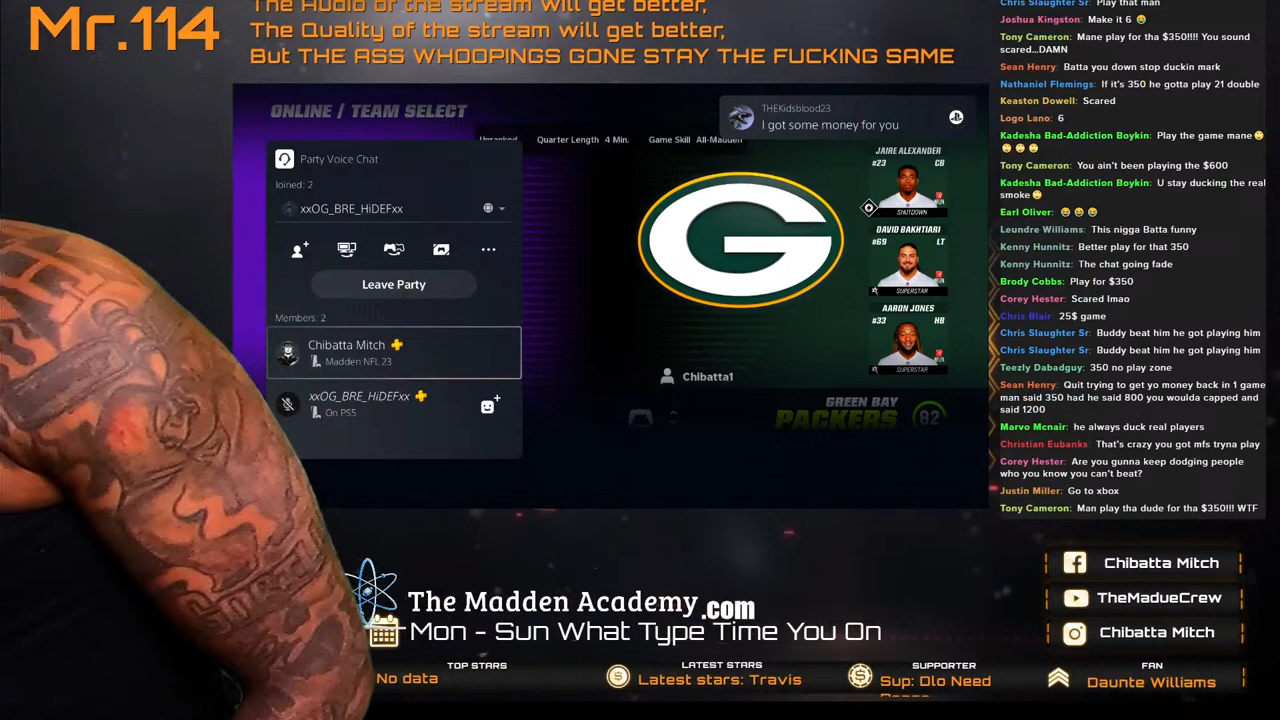 The Audio of the stream will get better,
Mr.114
The Quality of the stream will get better,
But THE ASS WHOOPINGS GONE STAY THE FUCKING SAME
ONLINE / TEAM SELECT
THEKidsblood23
I got some money for you
Unranked Quarter Length 4 Min. Game Skill All-Madden
Party Voice Chat
Joined: 2
xxOG_BRE_HiDEFxx
Leave Party
Members: 2
Chibatta Mitch
Madden NFL 23
xxOG_BRE_HiDEFxx
On PS5
G
JAIRE ALEXANDER
#23 CB
SHUTDOWN
DAVID BAKHTIARI
#69 LT
SUPERSTAR
AARON JONES
#33 HB
SUPERSTAR
Chibatta1
GREEN BAY
PACKERS 82
Chris Slaughter Sr: Play that man
Joshua Kingston: Make it 6 😂
Tony Cameron: Mane play for tha $350!!!! You sound
scared...DAMN
Sean Henry: Batta you down stop duckin mark
Nathaniel Flemings: If it's 350 he gotta play 21 double
Keaston Dowell: Scared
Logo Lano: 6
Kadesha Bad-Addiction Boykin: Play the game mane🙄
🙄🙄🙄
Tony Cameron: You ain't been playing the $600
Kadesha Bad-Addiction Boykin: U stay ducking the real
smoke🙄
Earl Oliver: 😂😂😂
Leundre Williams: This nigga Batta funny
Kenny Hunnitz: Better play for that 350
Kenny Hunnitz: The chat going fade
Brody Cobbs: Play for $350
Corey Hester: Scared lmao
Chris Blair: 25$ game
Chris Slaughter Sr: Buddy beat him he got playing him
Chris Slaughter Sr: Buddy beat him he got playing him
Teezly Dabadguy: 350 no play zone
Sean Henry: Quit trying to get yo money back in 1 game
man said 350 had he said 800 you woulda capped and
said 1200
Marvo Mcnair: he always duck real players
Christian Eubanks: That's crazy you got mfs tryna play
Corey Hester: Are you gunna keep dodging people
who you know you can't beat?
Justin Miller: Go to xbox
Tony Cameron: Man play tha dude for tha $350!!! WTF
The Madden Academy.com
Mon - Sun What Type Time You On
Chibatta Mitch
TheMadueCrew
Chibatta Mitch
TOP STARS
No data
LATEST STARS
Latest stars: Travis
SUPPORTER
Sup: Dlo Need
FAN
Daunte Williams